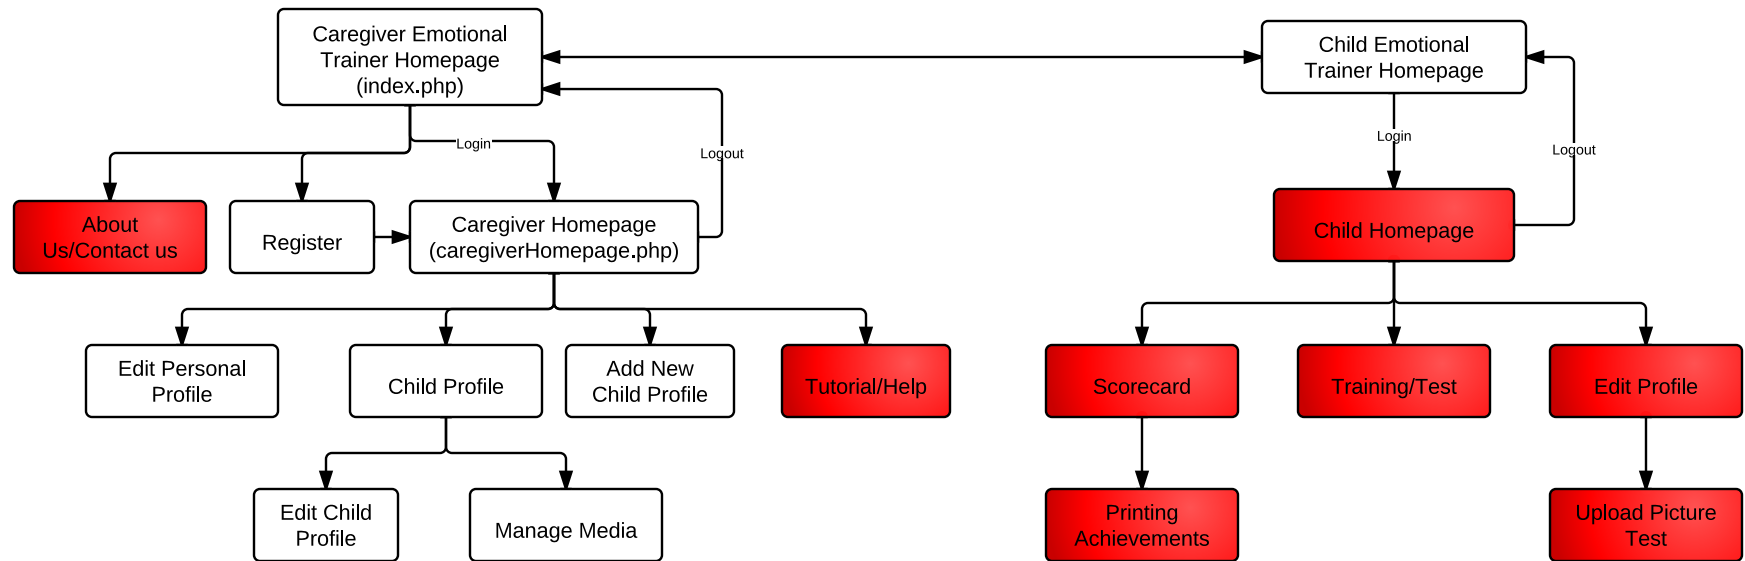 Caregiver Emotional
Trainer Homepage
(index.php)
Child Emotional
Trainer Homepage
Login
Logout
Login
Logout
About
Us/Contact us
Register
Caregiver Homepage
(caregiverHomepage.php)
Child Homepage
Edit Personal
Profile
Child Profile
Add New
Child Profile
Tutorial/Help
Scorecard
Training/Test
Edit Profile
Edit Child
Profile
Manage Media
Printing
Achievements
Upload Picture
Test